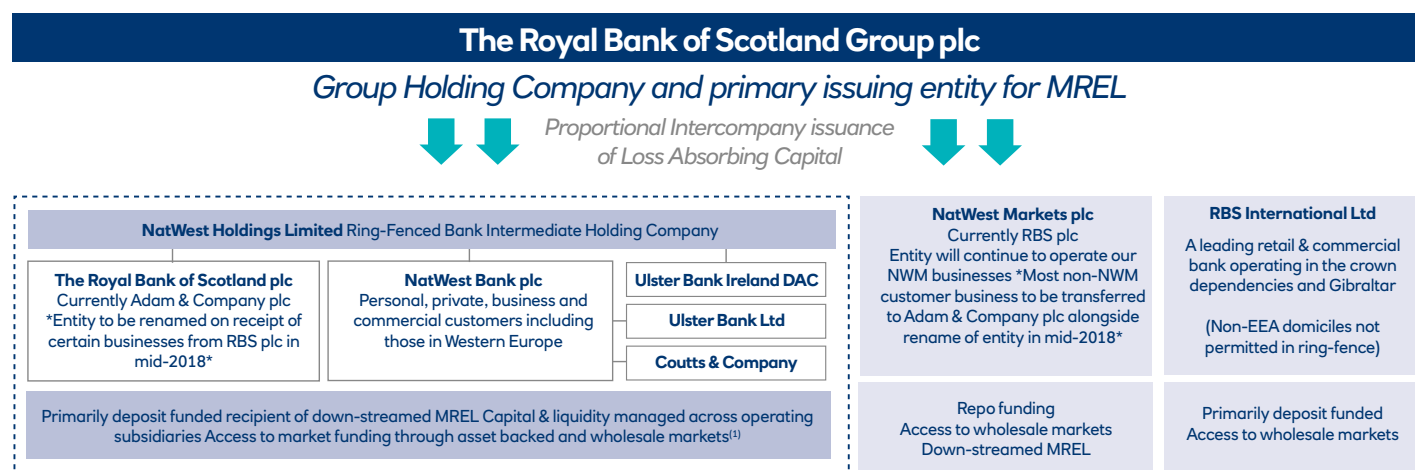 The Royal Bank of Scotland Group plc
Group Holding Company and primary issuing entity for MREL
Proportional Intercompany issuance
of Loss Absorbing Capital
NatWest Holdings Limited Ring-Fenced Bank Intermediate Holding Company
The Royal Bank of Scotland plc
Currently Adam & Company plc
*Entity to be renamed on receipt of
certain businesses from RBS plc in
mid-2018*
NatWest Bank plc
Personal, private, business and
commercial customers including
those in Western Europe
Ulster Bank Ireland DAC
Ulster Bank Ltd
Coutts & Company
Primarily deposit funded recipient of down-streamed MREL Capital & liquidity managed across operating
subsidiaries Access to market funding through asset backed and wholesale markets(1)
NatWest Markets plc
Currently RBS plc
Entity will continue to operate our
NWM businesses *Most non-NWM
customer business to be transferred
to Adam & Company plc alongside
rename of entity in mid-2018*
Repo funding
Access to wholesale markets
Down-streamed MREL
RBS International Ltd
A leading retail & commercial
bank operating in the crown
dependencies and Gibraltar
(Non-EEA domiciles not
permitted in ring-fence)
Primarily deposit funded
Access to wholesale markets